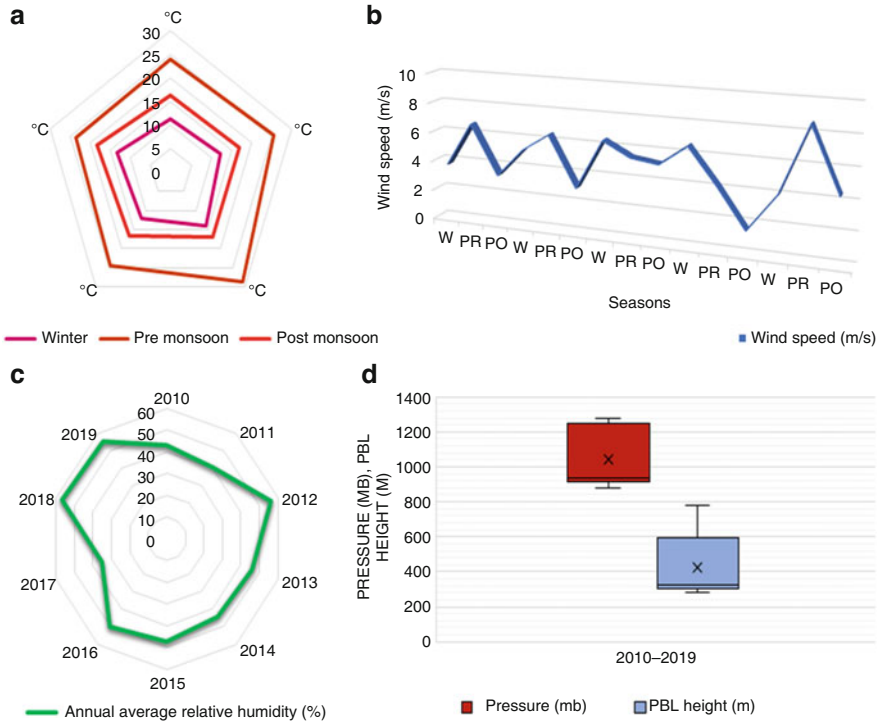 a
°C
30
25
20
15
10
5
0
°C
°C
°C
°C
Winter Pre monsoon Post monsoon
b
Wind speed (m/s)
10
8
6
4
2
0
W PR PO W PR PO W PR PO W PR PO W PR PO
Seasons
Wind speed (m/s)
c
2010
2011
2012
2013
2014
2015
2016
2017
2018
2019
60
50
40
30
20
10
0
Annual average relative humidity (%)
d
PRESSURE (MB), PBL
HEIGHT (M)
1400
1200
1000
800
600
400
200
0
2010–2019
Pressure (mb) PBL height (m)